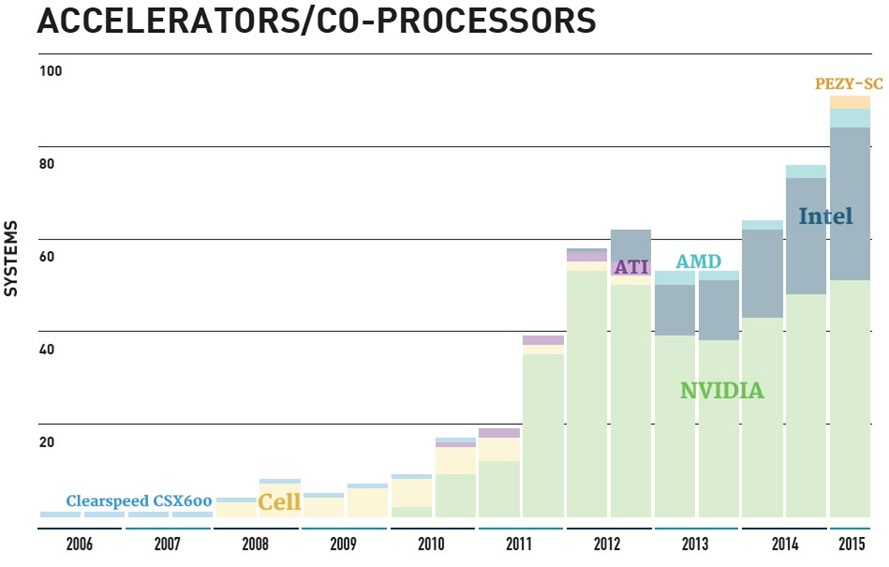 ACCELERATORS/CO-PROCESSORS
100
PEZY-SC
80
Intel
SYSTEMS
60
ATI
AMD
40
NVIDIA
20
Clearspeed CSX600
Cell
2006 2007 2008 2009 2010 2011 2012 2013 2014 2015